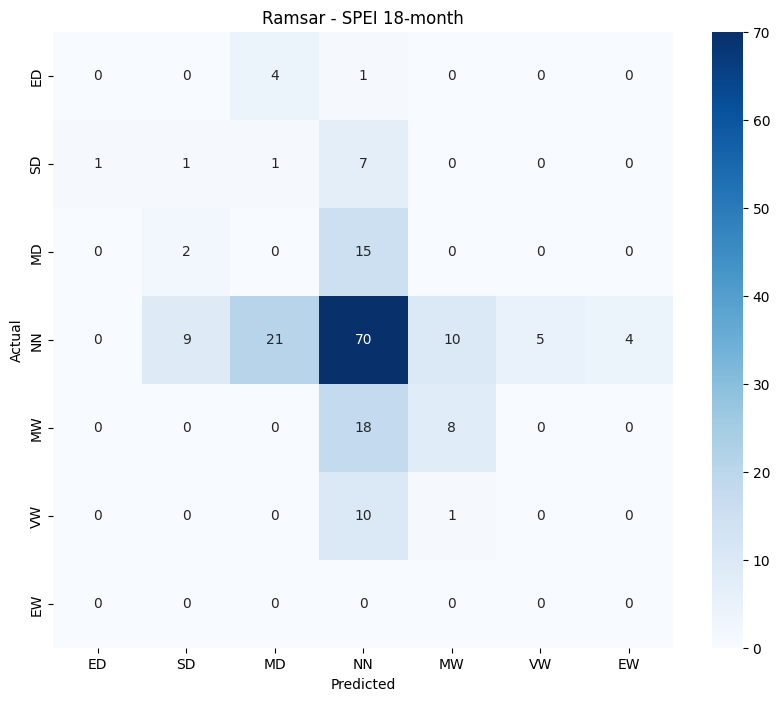 Ramsar - SPEI 18-month
70
ED 0 0 4 1 0 0 0
60
SD 1 1 1 7 0 0 0
50
MD 0 2 0 15 0 0 0
40
Actual
NN 0 9 21 70 10 5 4
30
MW 0 0 0 18 8 0 0
20
VW 0 0 0 10 1 0 0
10
EW 0 0 0 0 0 0 0
0
ED SD MD NN MW VW EW
Predicted